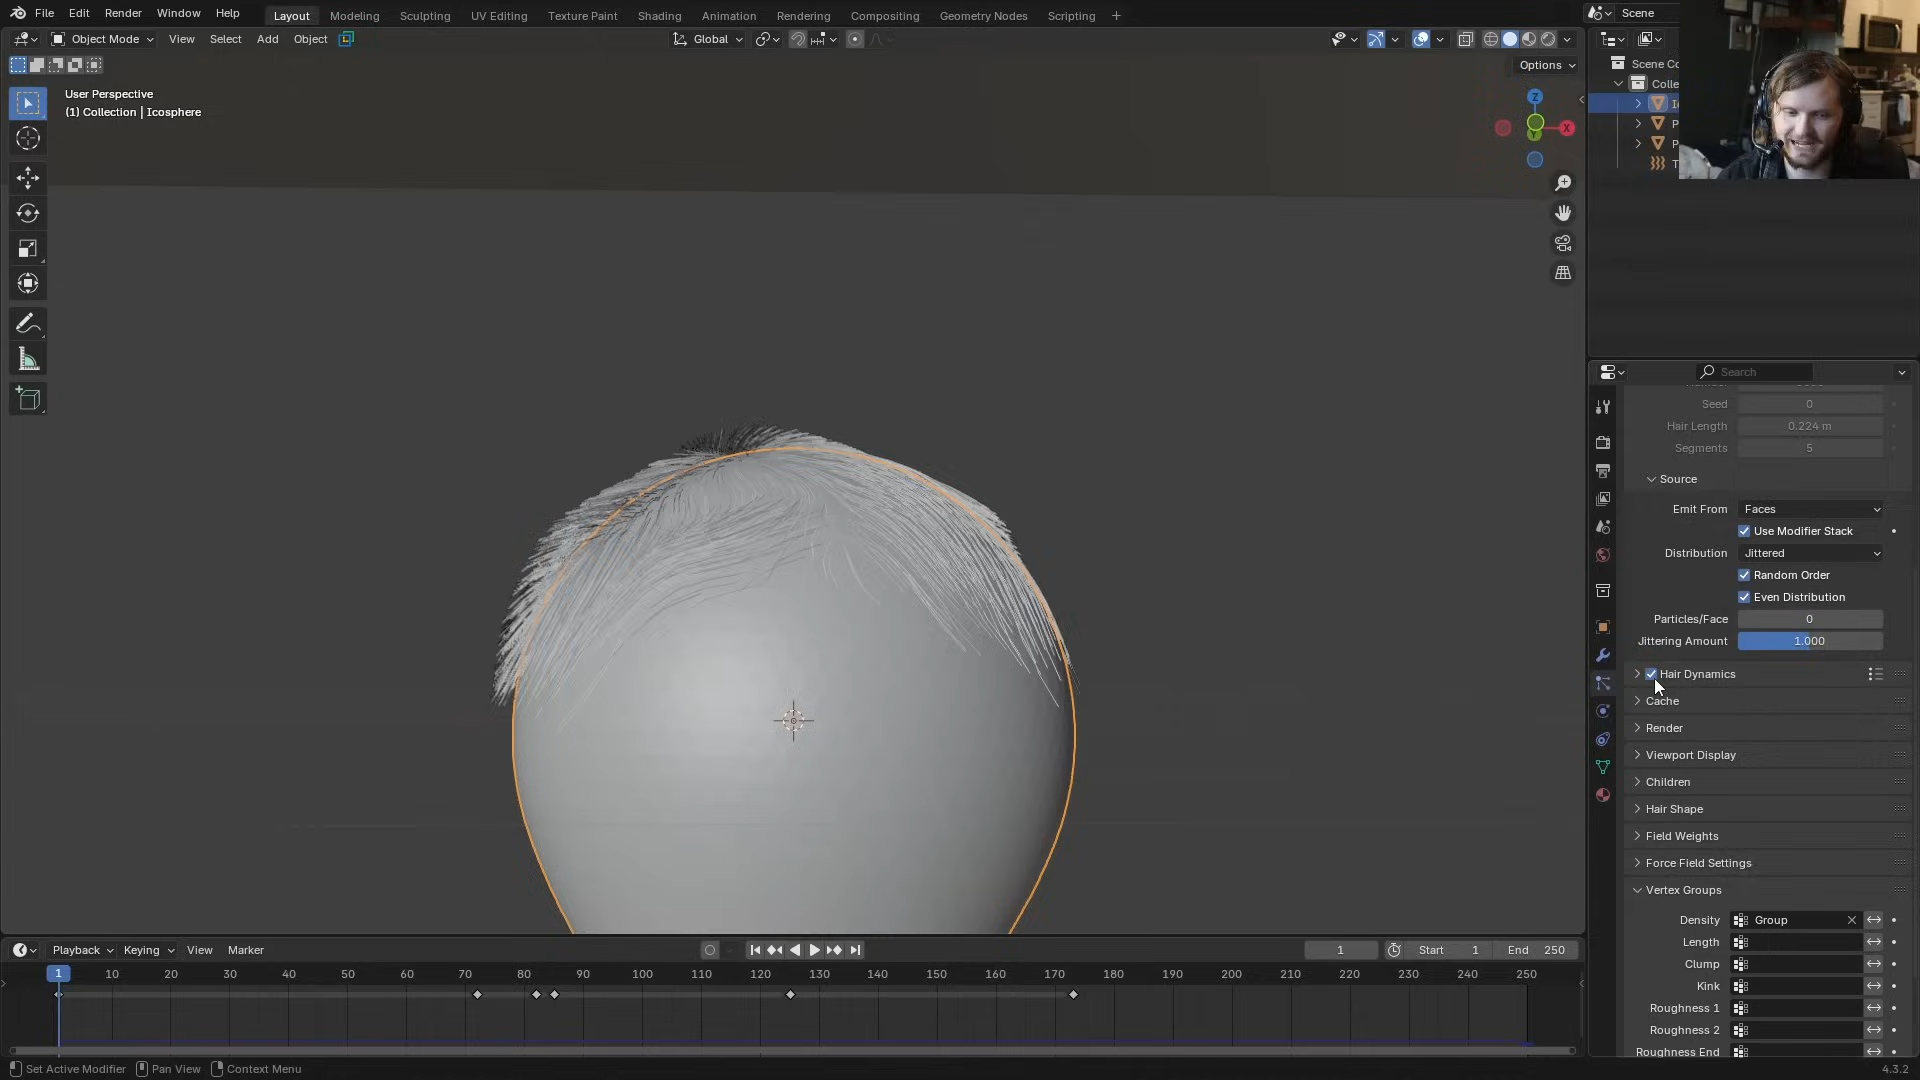 File Edit Render Window Help Layout Modeling Sculpting UV Editing Texture Paint Shading Animation Rendering Compositing Geometry Nodes Scripting + Scene
Object Mode View Select Add Object Global
Options
User Perspective
(1) Collection | Icosphere
Z
X
Y
Scene Co
Colle
Search
Seed 0
Hair Length 0.224 m
Segments 5
Source
Emit From Faces
Use Modifier Stack
Distribution Jittered
Random Order
Even Distribution
Particles/Face 0
Jittering Amount 1.000
Hair Dynamics
Cache
Render
Viewport Display
Children
Hair Shape
Field Weights
Force Field Settings
Vertex Groups
Density Group
Length
Clump
Kink
Roughness 1
Roughness 2
Roughness End
Playback Keying View Marker 1 Start 1 End 250
1 10 20 30 40 50 60 70 80 90 100 110 120 130 140 150 160 170 180 190 200 210 220 230 240 250
Set Active Modifier Pan View Context Menu 4.3.2